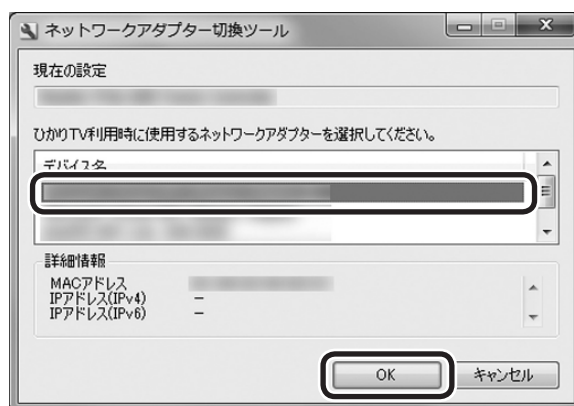 ネットワークアダプター切換ツール
現在の設定
ひかりTV利用時に使用するネットワークアダプターを選択してください。
デバイス名
詳細情報
MACアドレス
IPアドレス(IPv4) －
IPアドレス(IPv6) －
OK キャンセル